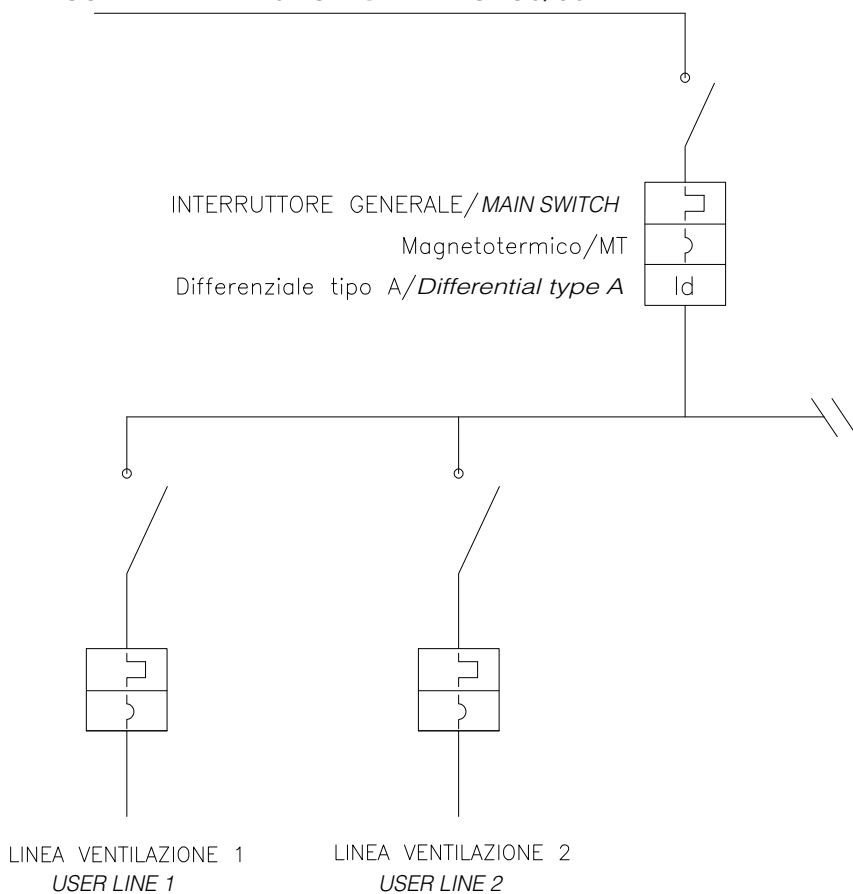 INTERRUTTORE GENERALE/MAIN SWITCH
Magnetotermico/MT
Differenziale tipo A/Differential type A
Id
LINEA VENTILAZIONE 1
LINEA VENTILAZIONE 2
USER LINE 1
USER LINE 2